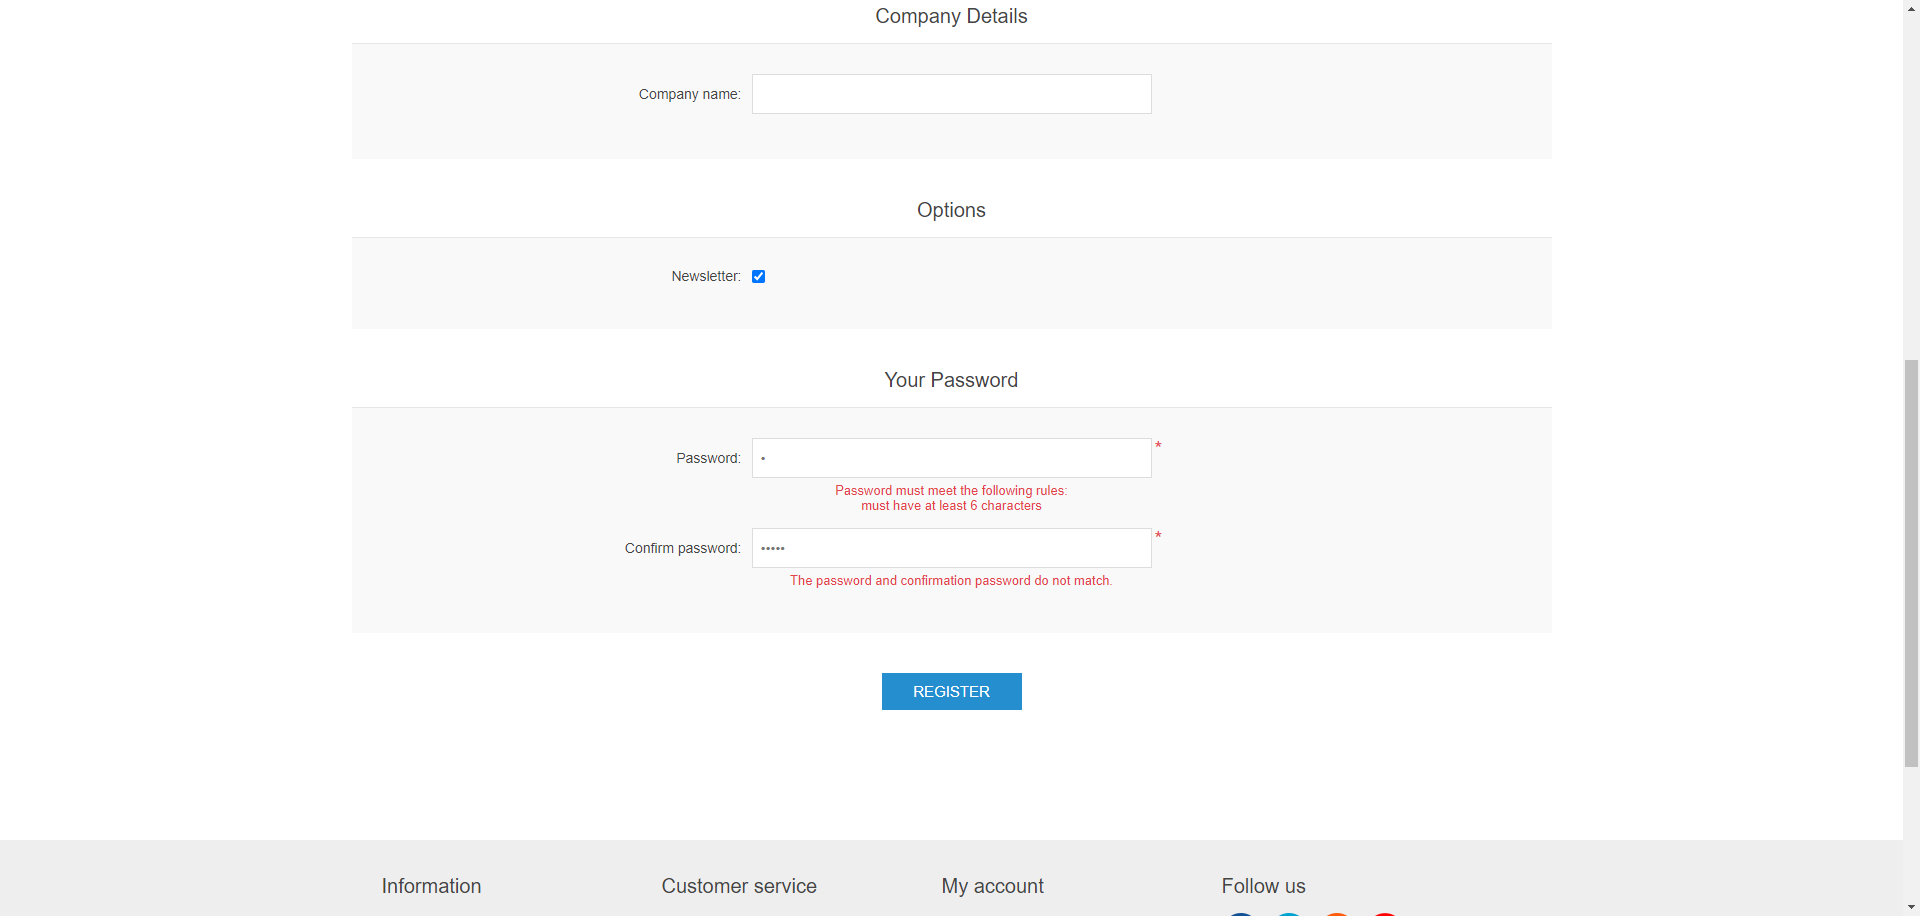 Company Details
Company name:
Options
Newsletter:
Your Password
Password: • *
Password must meet the following rules:
must have at least 6 characters
Confirm password: ••••• *
The password and confirmation password do not match.
REGISTER
Information Customer service My account Follow us